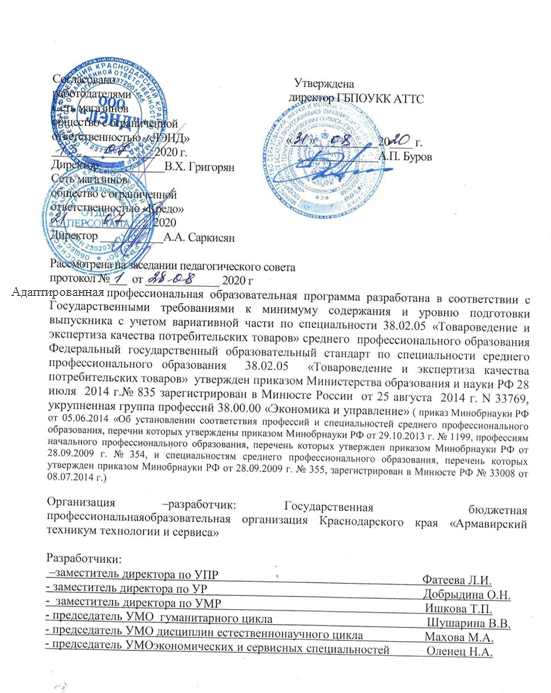 Согласовано
работодателями
Сеть магазинов
общество с ограниченной
ответственностью «ЛЭНД»
2020 г.
Директор В.Х. Григорян
Сеть магазинов
общество с ограниченной
ответственностью «Кредо»
2020
Директор А.А. Саркисян
ООО
"ЛЭНД"
ОТДЕЛ
ПЕРСОНАЛА
Утверждена
директор ГБПОУКК АТТС
«31» 08 2020 г.
А.П. Буров
Рассмотрена на заседании педагогического совета
протокол № 1 от 28.08 2020 г
Адаптированная профессиональная образовательная программа разработана в соответствии с
Государственными требованиями к минимуму содержания и уровню подготовки
выпускника с учетом вариативной части по специальности 38.02.05 «Товароведение и
экспертиза качества потребительских товаров» среднего профессионального образования
Федеральный государственный образовательный стандарт по специальности среднего
профессионального образования 38.02.05 «Товароведение и экспертиза качества
потребительских товаров» утвержден приказом Министерства образования и науки РФ 28
июля 2014 г.№ 835 зарегистрирован в Минюсте России от 25 августа 2014 г. N 33769,
укрупненная группа профессий 38.00.00 «Экономика и управление» ( приказ Минобрнауки РФ
от 05.06.2014 «Об установлении соответствия профессий и специальностей среднего профессионального
образования, перечни которых утверждены приказом Минобрнауки РФ от 29.10.2013 г. № 1199, профессиям
начального профессионального образования, перечень которых утвержден приказом Минобрнауки РФ от
28.09.2009 г. № 354, и специальностям среднего профессионального образования, перечень которых
утвержден приказом Минобрнауки РФ от 28.09.2009 г. № 355, зарегистрирован в Минюсте РФ № 33008 от
08.07.2014 г.)
Организация –разработчик: Государственная бюджетная
профессиональнаяобразовательная организация Краснодарского края «Армавирский
техникум технологии и сервиса»
Разработчики:
–заместитель директора по УПР Фатеева Л.И.
- заместитель директора по УР Добрыдина О.Н.
- заместитель директора по УМР Ишкова Т.П.
- председатель УМО гуманитарного цикла Шушарина В.В.
- председатель УМО дисциплин естественнонаучного цикла Махова М.А.
- председатель УМОэкономических и сервисных специальностей Оленец Н.А.